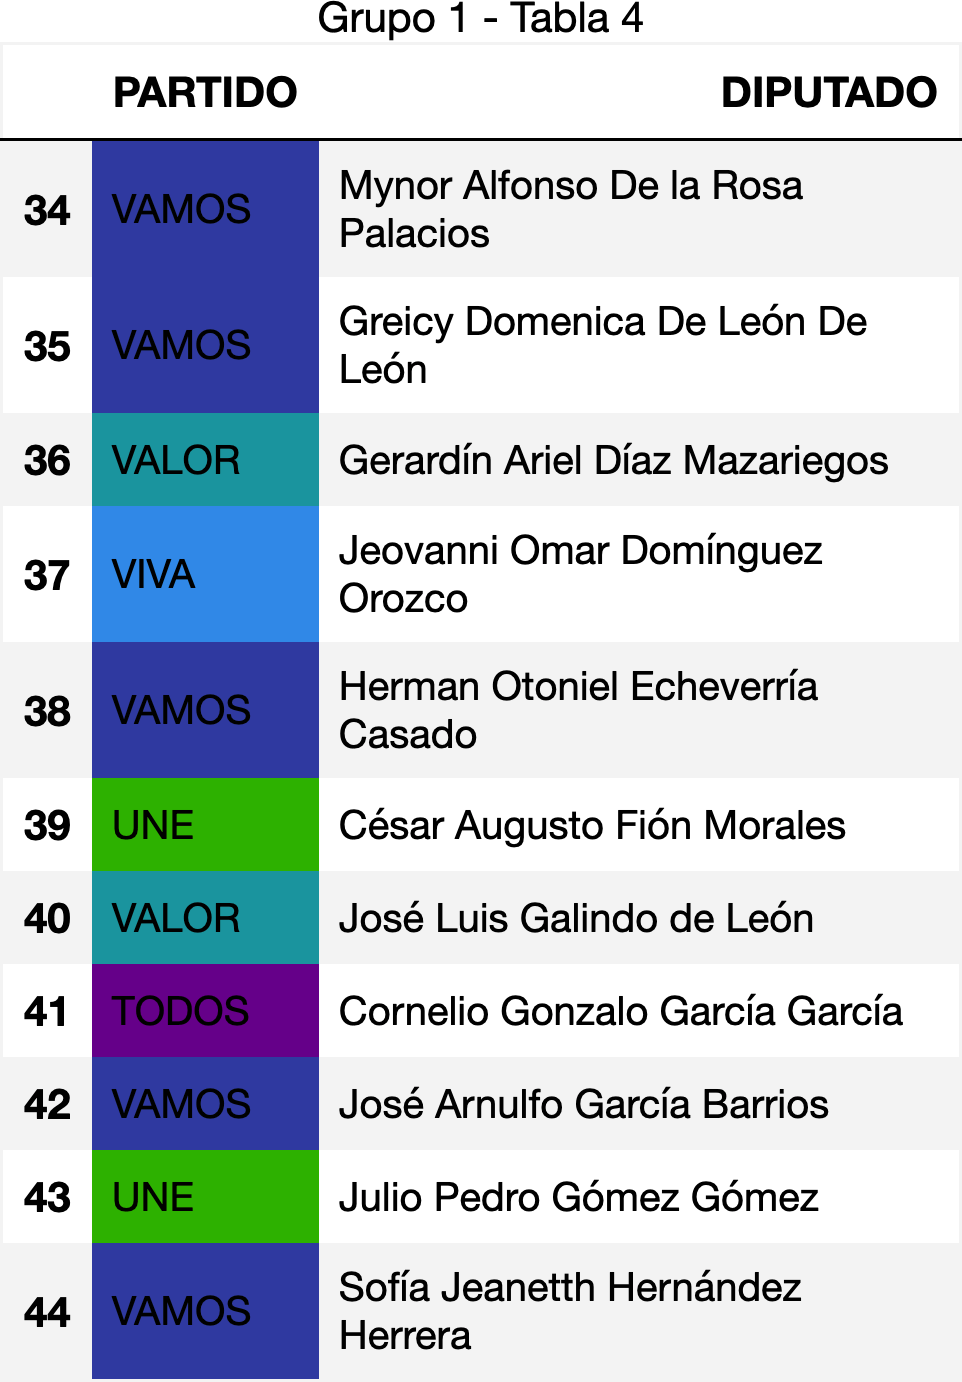 Grupo 1 - Tabla 4
PARTIDO DIPUTADO
34 VAMOS Mynor Alfonso De la Rosa
Palacios
35 VAMOS Greicy Domenica De León De
León
36 VALOR Gerardín Ariel Díaz Mazariegos
37 VIVA Jeovanni Omar Domínguez
Orozco
38 VAMOS Herman Otoniel Echeverría
Casado
39 UNE César Augusto Fión Morales
40 VALOR José Luis Galindo de León
41 TODOS Cornelio Gonzalo García García
42 VAMOS José Arnulfo García Barrios
43 UNE Julio Pedro Gómez Gómez
44 VAMOS Sofía Jeanetth Hernández
Herrera